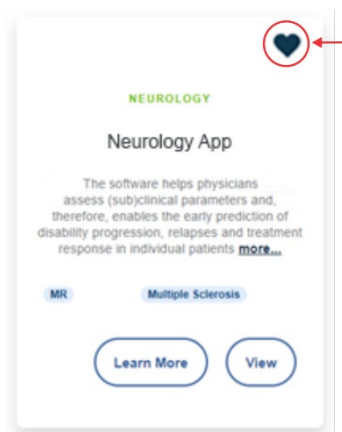 NEUROLOGY
Neurology App
The software helps physicians
assess (sub)clinical parameters and,
therefore, enables the early prediction of
disability progression, relapses and treatment
response in individual patients more...
MR Multiple Sclerosis
Learn More View